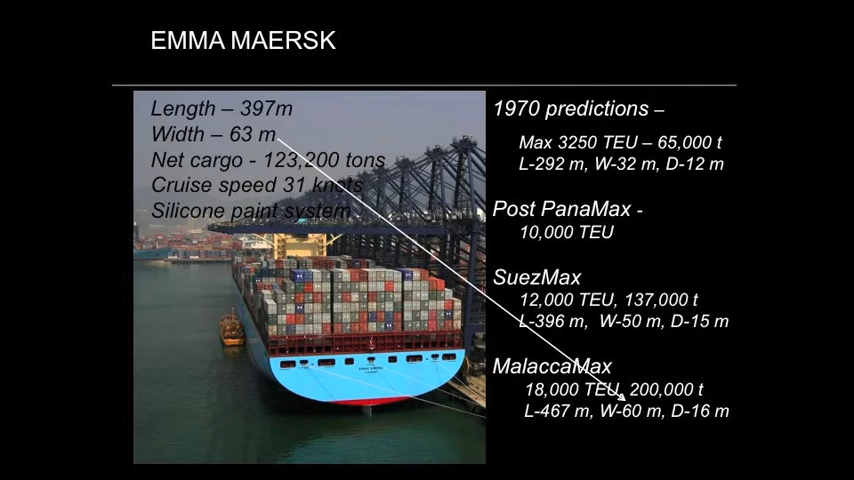 EMMA MAERSK
Length – 397m
Width – 63 m
Net cargo - 123,200 tons
Cruise speed 31 knots
Silicone paint system
1970 predictions –
Max 3250 TEU – 65,000 t
L-292 m, W-32 m, D-12 m
Post PanaMax -
10,000 TEU
SuezMax
12,000 TEU, 137,000 t
L-396 m, W-50 m, D-15 m
MalaccaMax
18,000 TEU, 200,000 t
L-467 m, W-60 m, D-16 m
EMMA MAERSK